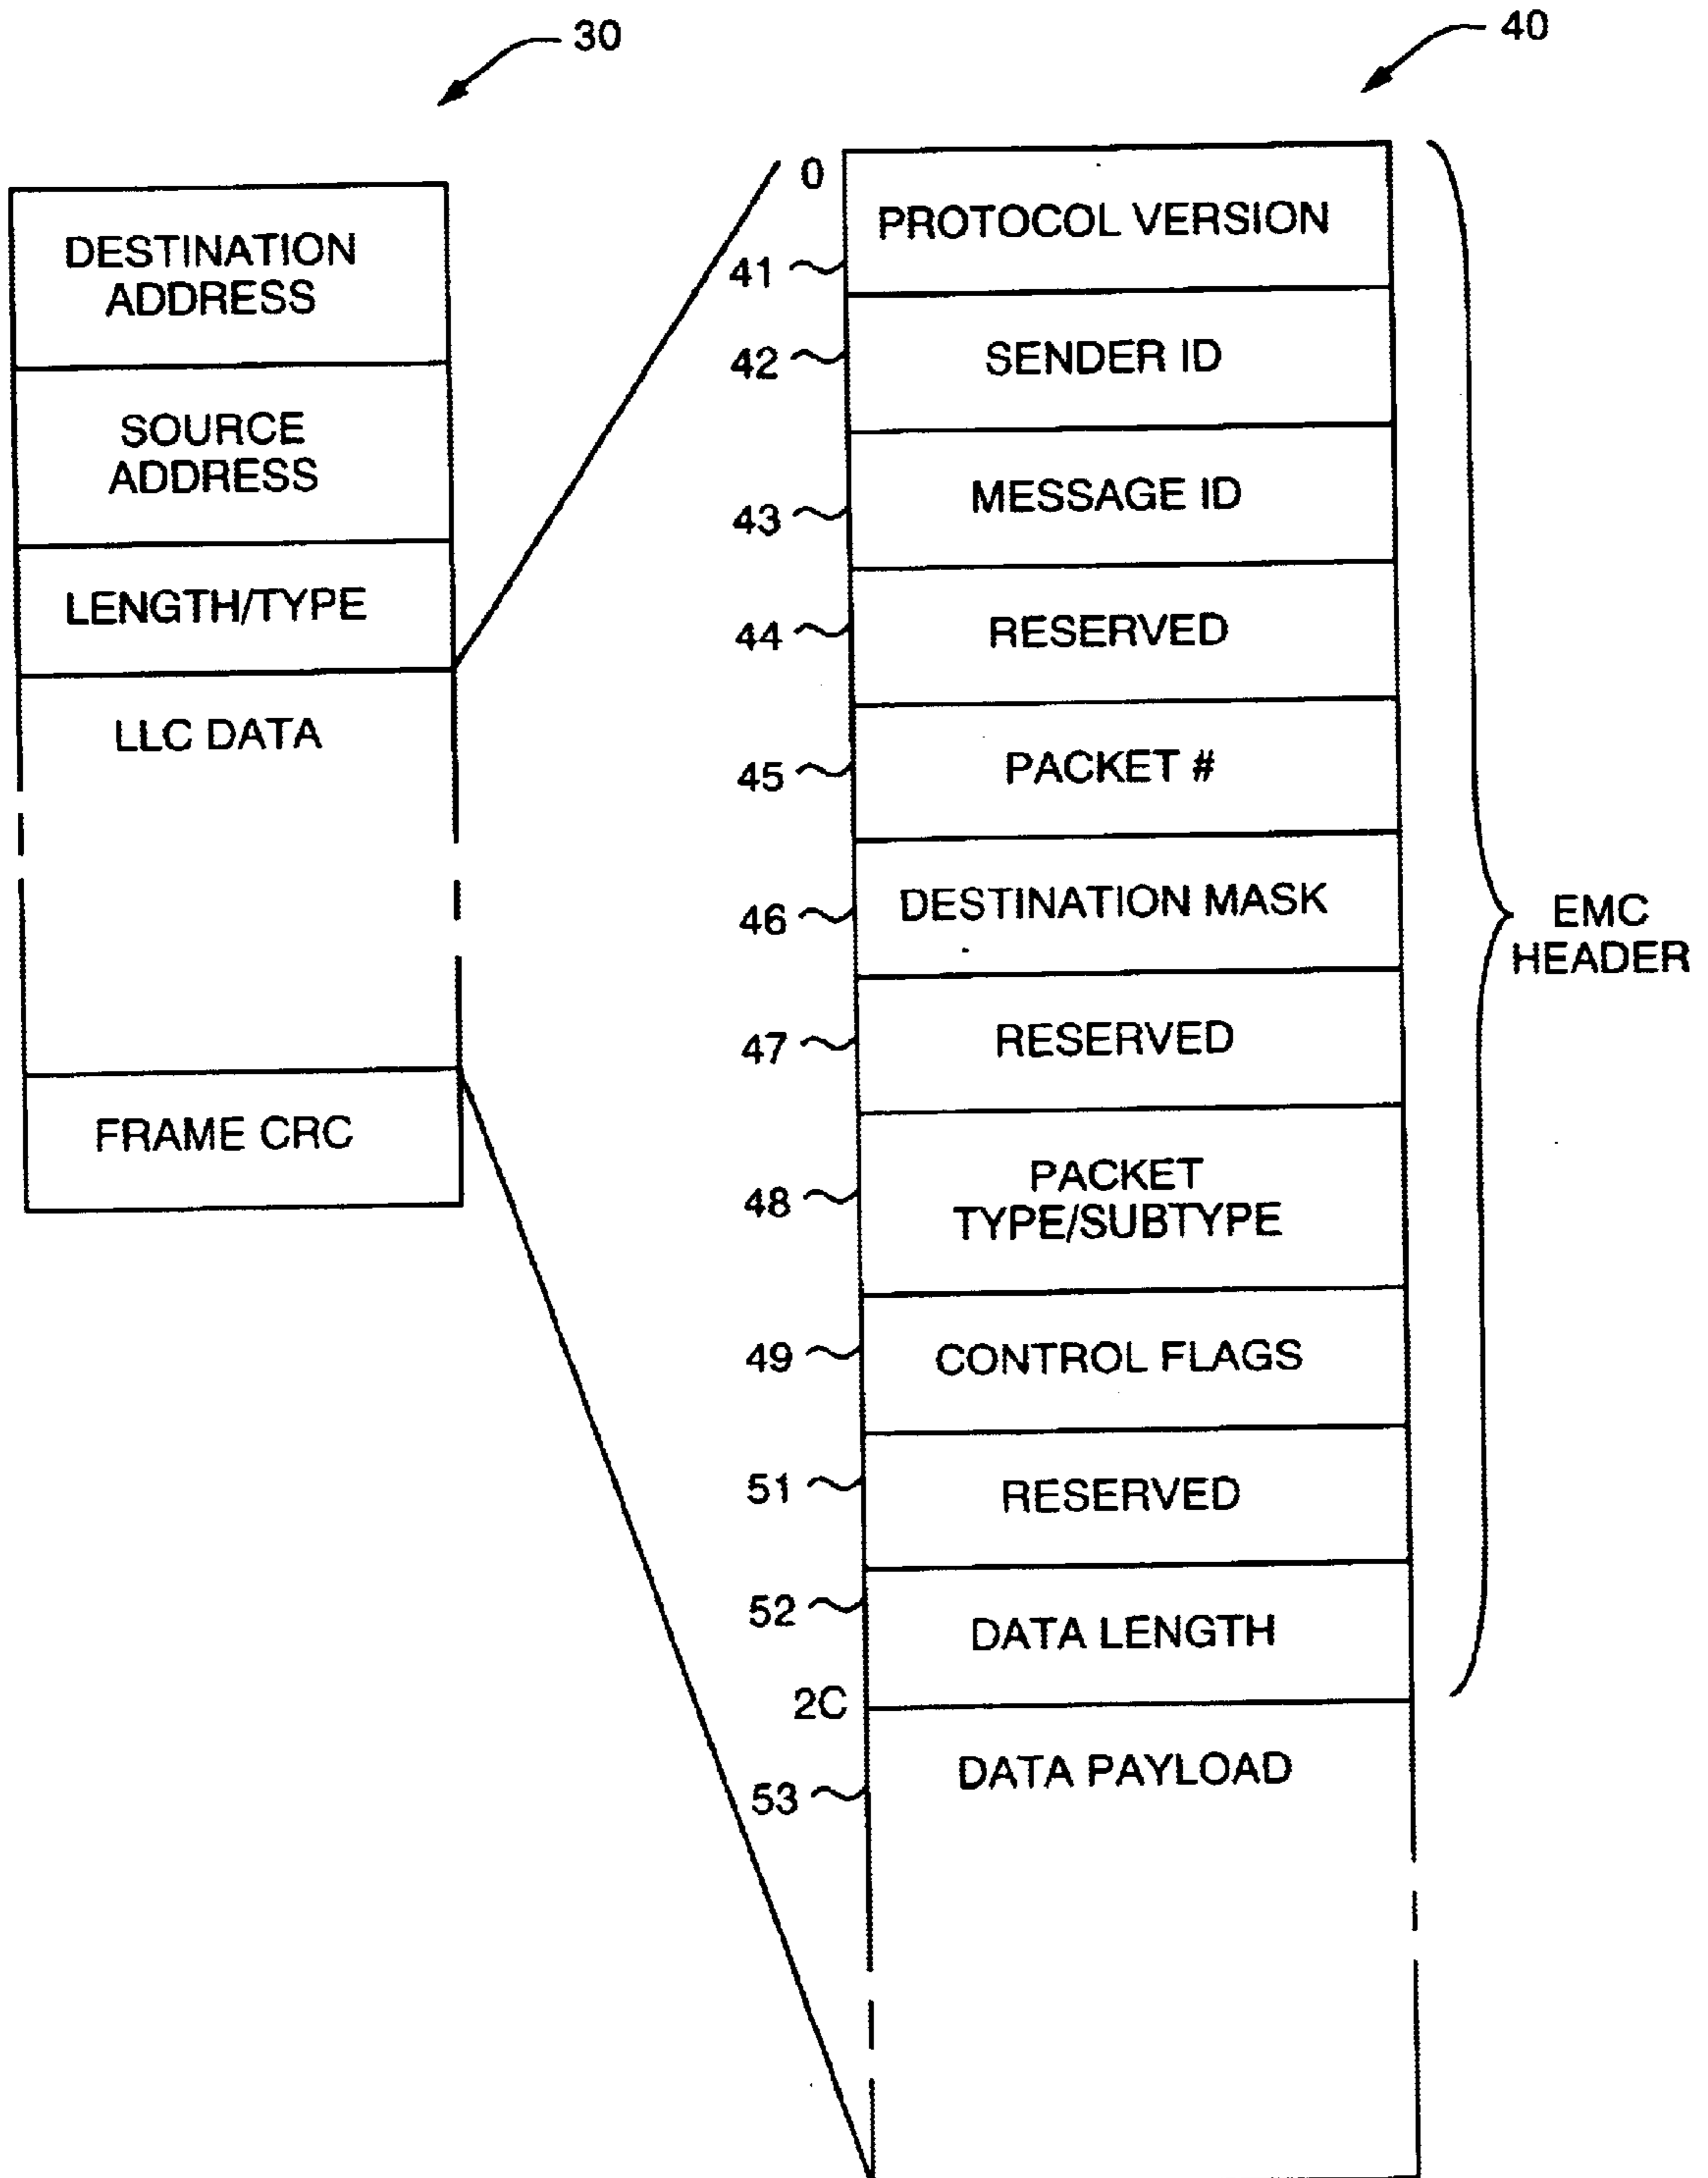 30
40
DESTINATION
ADDRESS
SOURCE
ADDRESS
LENGTH/TYPE
LLC DATA
FRAME CRC
0
PROTOCOL VERSION
41
42
SENDER ID
43
MESSAGE ID
44
RESERVED
45
PACKET #
46
DESTINATION MASK
47
RESERVED
48
PACKET
TYPE/SUBTYPE
49
CONTROL FLAGS
51
RESERVED
52
DATA LENGTH
2C
DATA PAYLOAD
53
EMC
HEADER